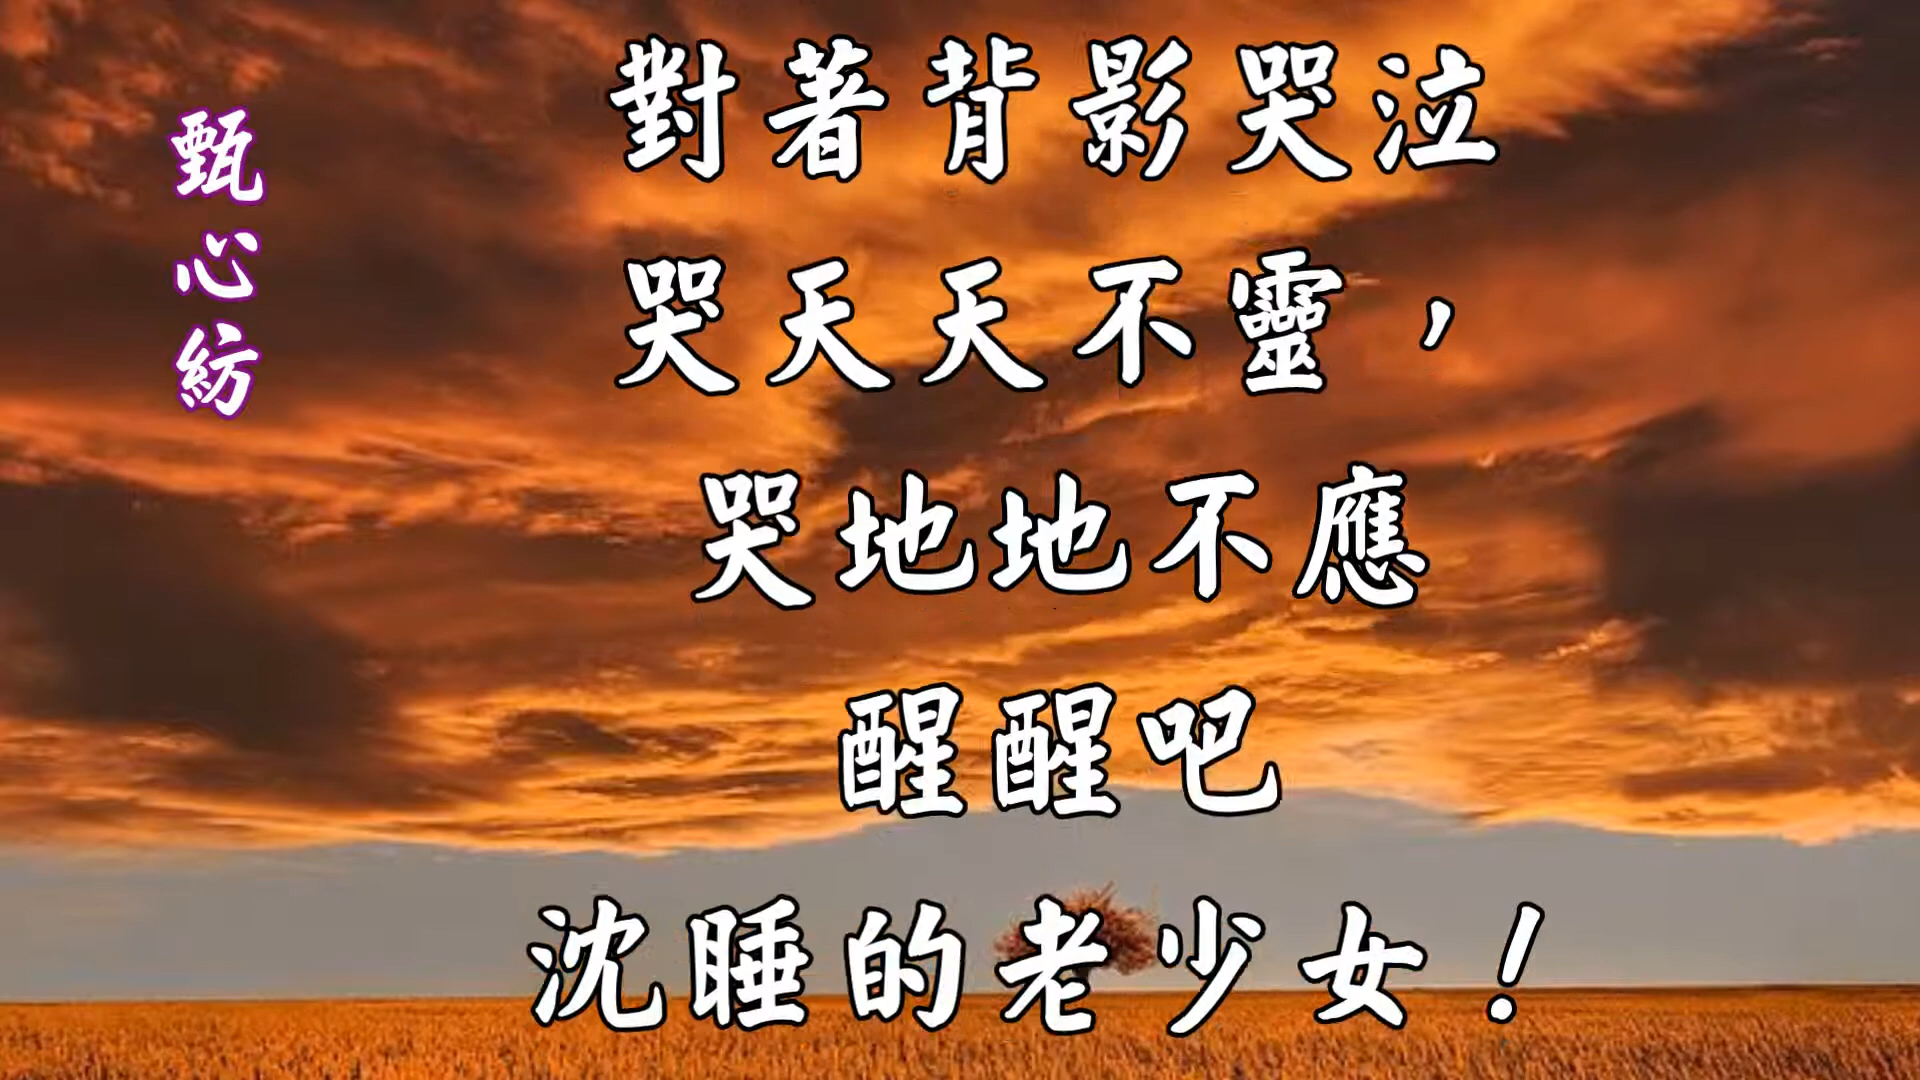 甄心紡
對著背影哭泣
哭天天不靈，
哭地地不應
醒醒吧
沈睡的老少女！